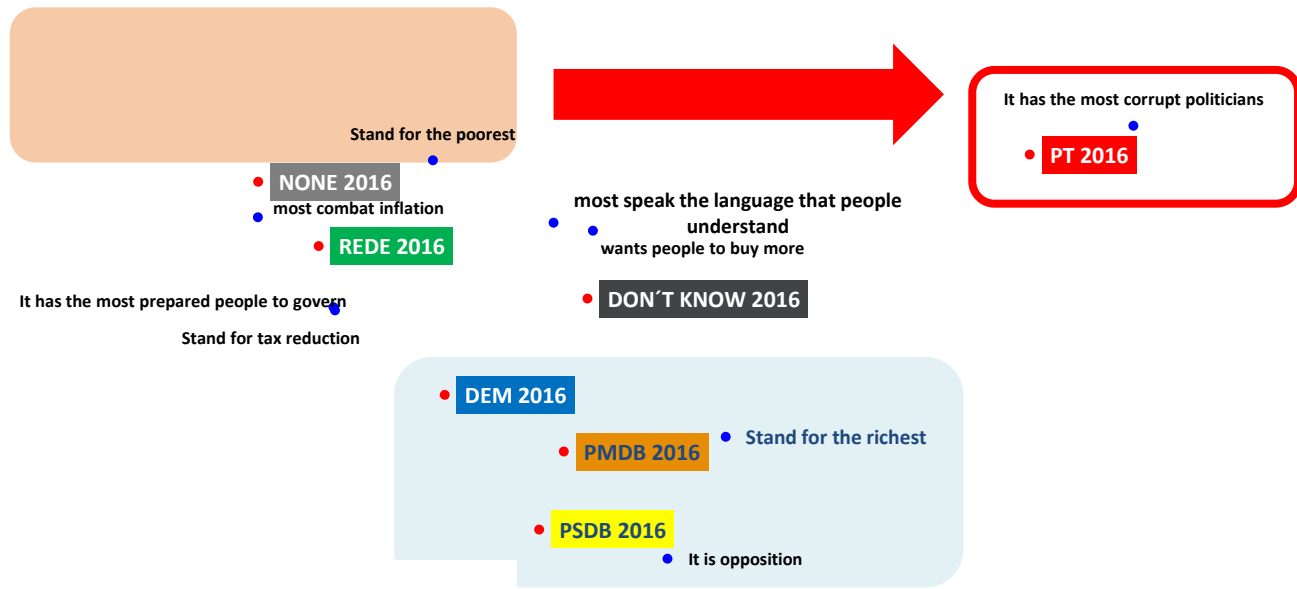 It has the most corrupt politicians
Stand for the poorest
PT 2016
NONE 2016
most combat inflation
most speak the language that people
understand
REDE 2016
wants people to buy more
It has the most prepared people to govern
DON´T KNOW 2016
Stand for tax reduction
DEM 2016
Stand for the richest
PMDB 2016
PSDB 2016
It is opposition